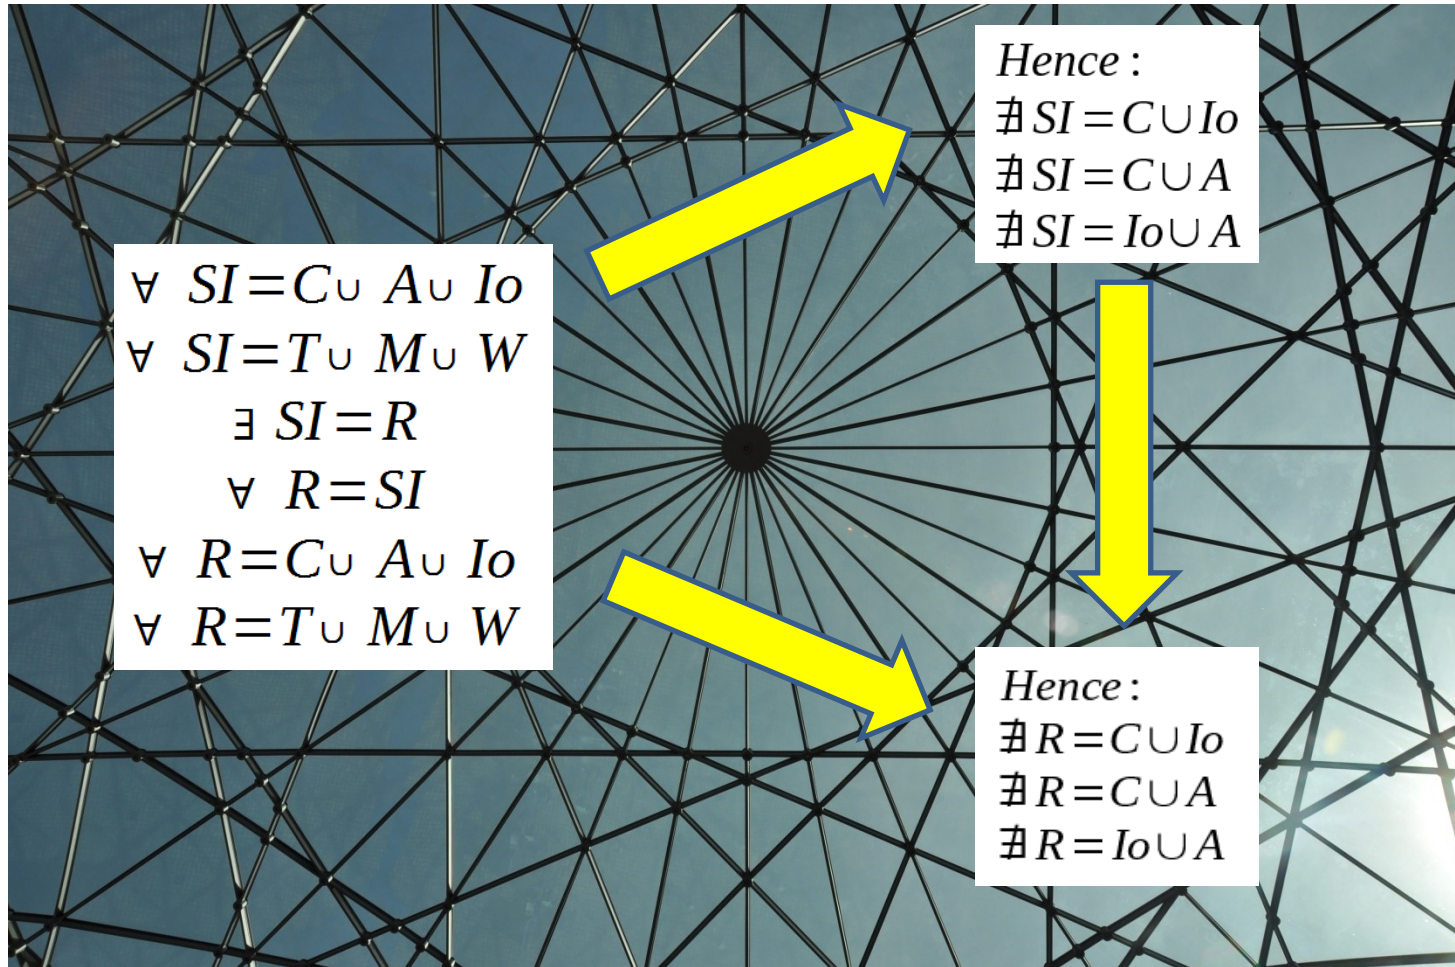 ∀ SI = C ∪ A ∪ Io
∀ SI = T ∪ M ∪ W
∃ SI = R
∀ R = SI
∀ R = C ∪ A ∪ Io
∀ R = T ∪ M ∪ W
Hence :
∄ SI = C ∪ Io
∄ SI = C ∪ A
∄ SI = Io ∪ A
Hence :
∄ R = C ∪ Io
∄ R = C ∪ A
∄ R = Io ∪ A